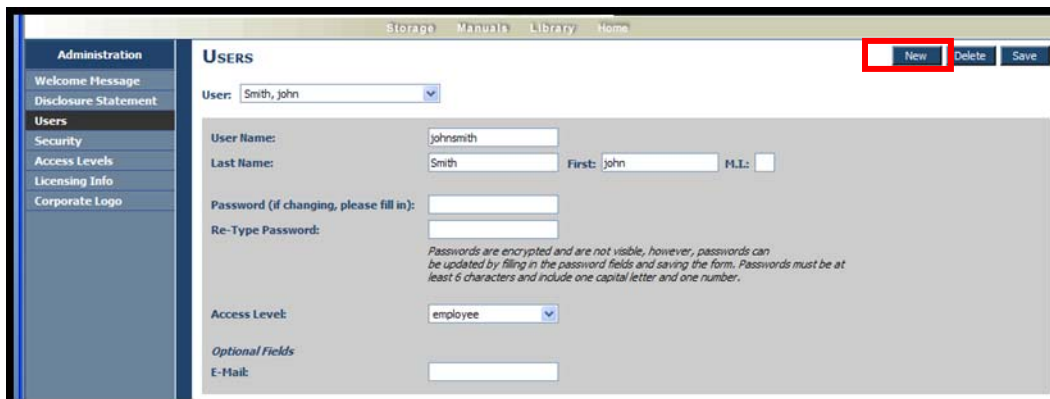 Storage Manuals Library Home
Administration
Welcome Message
Disclosure Statement
Users
Security
Access Levels
Licensing Info
Corporate Logo
USERS
New Delete Save
User: Smith, john
User Name: johnsmith
Last Name: Smith First: john M.I.:
Password (if changing, please fill in):
Re-Type Password:
Passwords are encrypted and are not visible, however, passwords can
be updated by filling in the password fields and saving the form. Passwords must be at
least 6 characters and include one capital letter and one number.
Access Level: employee
Optional Fields
E-Mail: